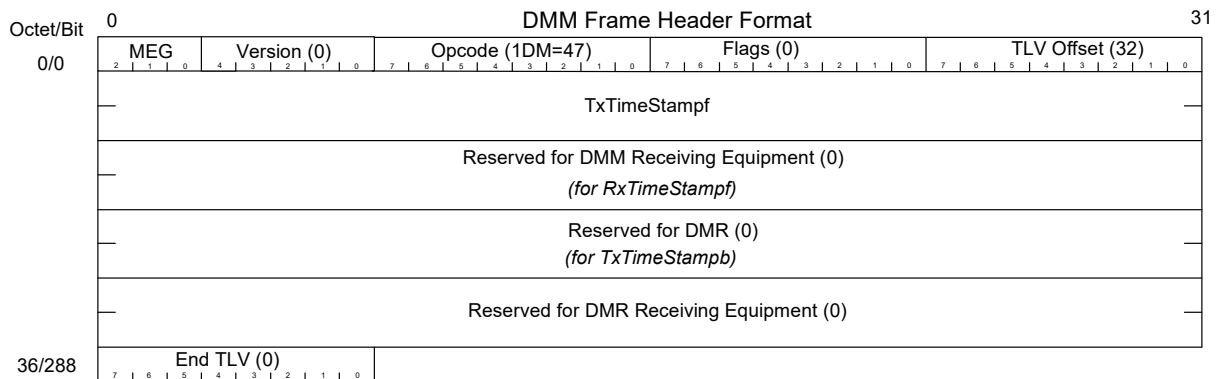 DMM Frame Header Format
Octet/Bit 0 31
0/0 MEG Version (0) Opcode (1DM=47) Flags (0) TLV Offset (32)
2 1 0 4 3 2 1 0 7 6 5 4 3 2 1 0 7 6 5 4 3 2 1 0 7 6 5 4 3 2 1 0
TxTimeStampf
Reserved for DMM Receiving Equipment (0)
(for RxTimeStampf)
Reserved for DMR (0)
(for TxTimeStampb)
Reserved for DMR Receiving Equipment (0)
36/288 End TLV (0)
7 6 5 4 3 2 1 0